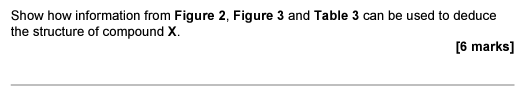 Show how information from Figure 2, Figure 3 and Table 3 can be used to deduce
the structure of compound X.
[6 marks]